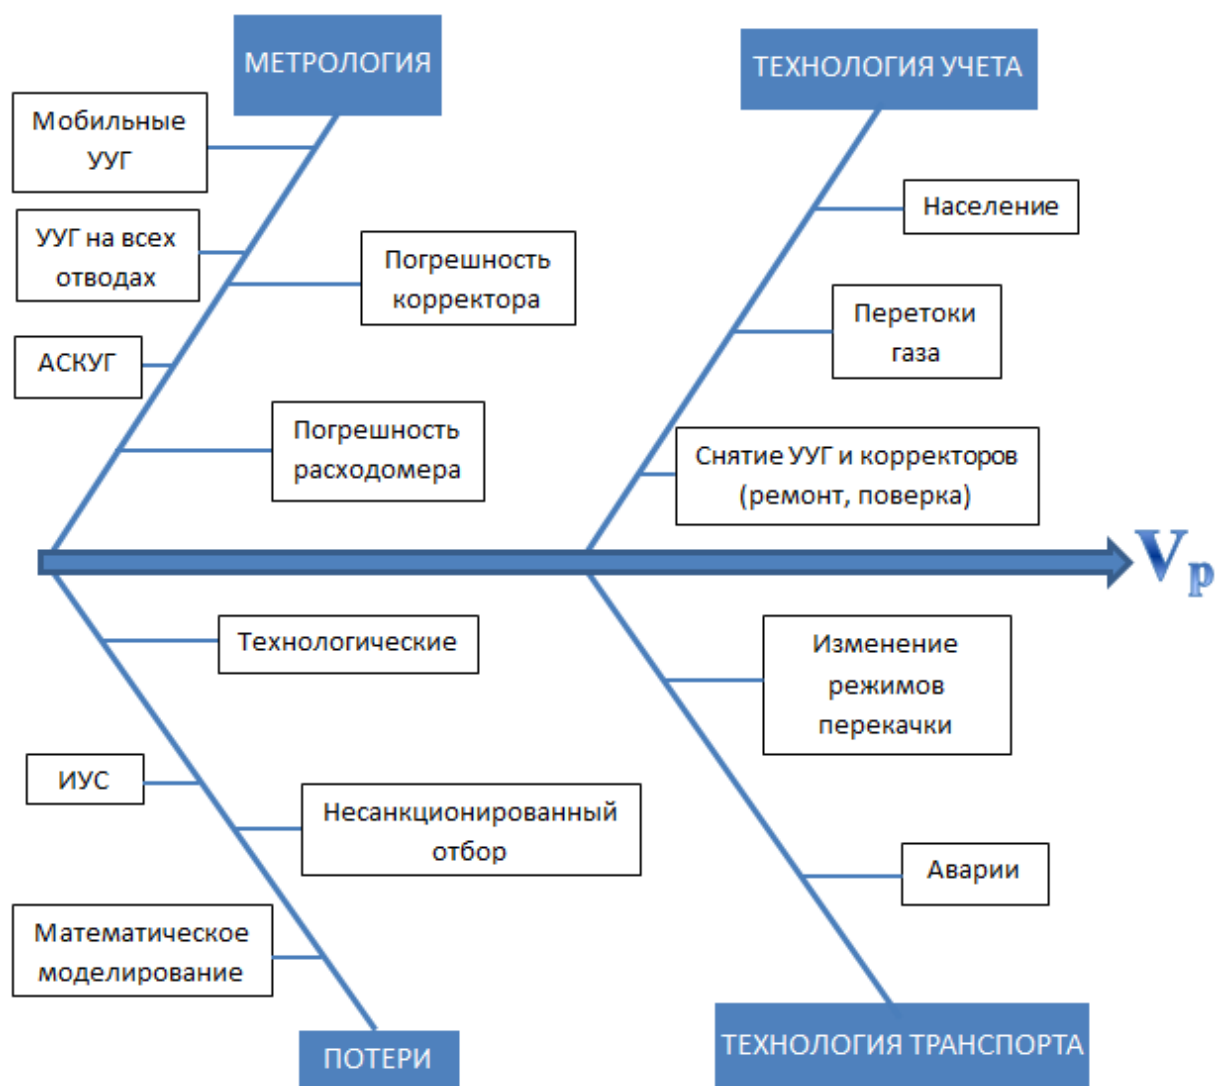 МЕТРОЛОГИЯ
ТЕХНОЛОГИЯ УЧЕТА
Мобильные
УУГ
УУГ на всех
отводах
АСКУГ
Погрешность
корректора
Погрешность
расходомера
Население
Перетоки
газа
Снятие УУГ и корректоров
(ремонт, поверка)
Vр
Технологические
ИУС
Несанкционированный
отбор
Математическое
моделирование
Изменение
режимов
перекачки
Аварии
ПОТЕРИ
ТЕХНОЛОГИЯ ТРАНСПОРТА